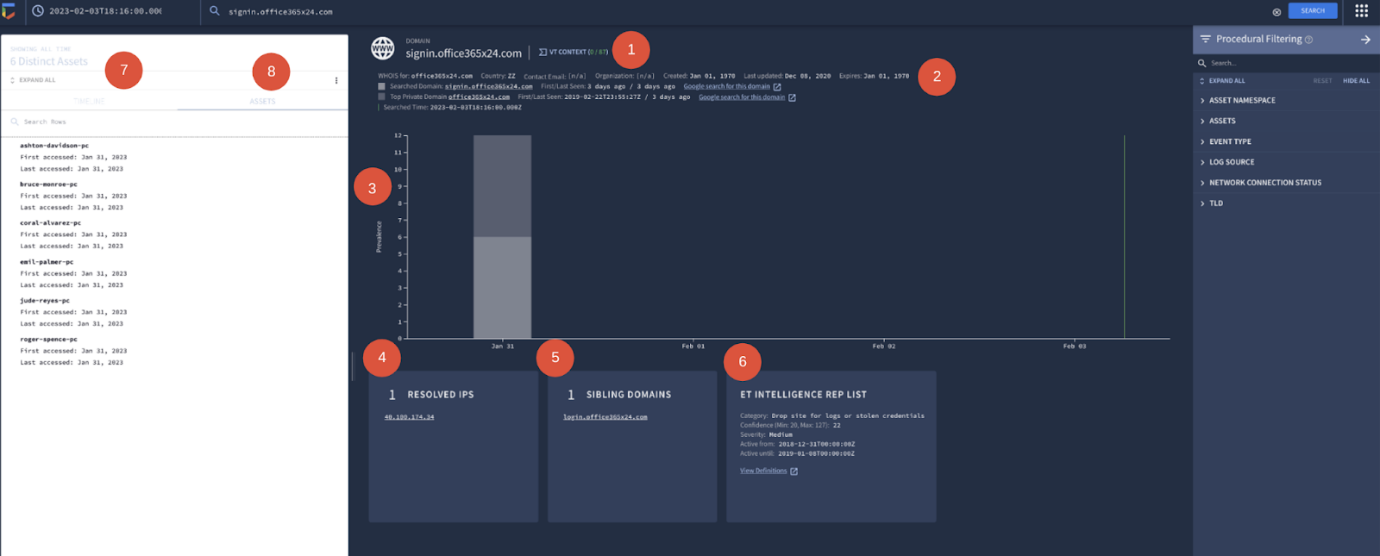 2023-02-03T18:16:00.00(
signin.office365x24.com
SEARCH
SHOWING ALL TIME
6 Distinct Assets
7
8
EXPAND ALL
TIMELINE
ASSETS
Search Rows
ashton-davidson-pc
First accessed: Jan 31, 2023
Last accessed: Jan 31, 2023
bruce-monroe-pc
First accessed: Jan 31, 2023
Last accessed: Jan 31, 2023
coral-alvarez-pc
First accessed: Jan 31, 2023
Last accessed: Jan 31, 2023
emil-palmer-pc
First accessed: Jan 31, 2023
Last accessed: Jan 31, 2023
jude-reyes-pc
First accessed: Jan 31, 2023
Last accessed: Jan 31, 2023
roger-spence-pc
First accessed: Jan 31, 2023
Last accessed: Jan 31, 2023
WWW
DOMAIN
signin.office365x24.com
VT CONTEXT (0 / 87)
1
2
WHOIS for: office365x24.com Country: ZZ Contact Email: [n/a] Organization: [n/a] Created: Jan 01, 1970 Last updated: Dec 08, 2020 Expires: Jan 01, 1970
Searched Domain: signin.office365x24.com First/Last Seen: 3 days ago / 3 days ago Google search for this domain
Top Private Domain office365x24.com First/Last Seen: 2019-02-22T23:55:27Z / 3 days ago Google search for this domain
Searched Time: 2023-02-03T18:16:00.000Z
3
Prevalence
12
11
10
9
8
7
6
5
4
3
2
1
0
Jan 31
Feb 01
Feb 02
Feb 03
4
1 RESOLVED IPS
40.100.174.34
5
1 SIBLING DOMAINS
login.office365x24.com
6
ET INTELLIGENCE REP LIST
Category: Drop site for logs or stolen credentials
Confidence (Min: 20, Max: 127): 22
Severity: Medium
Active from: 2018-12-31T00:00:00Z
Active until: 2019-01-08T00:00:00Z
View Definitions
Procedural Filtering
Search...
EXPAND ALL RESET HIDE ALL
ASSET NAMESPACE
ASSETS
EVENT TYPE
LOG SOURCE
NETWORK CONNECTION STATUS
TLD